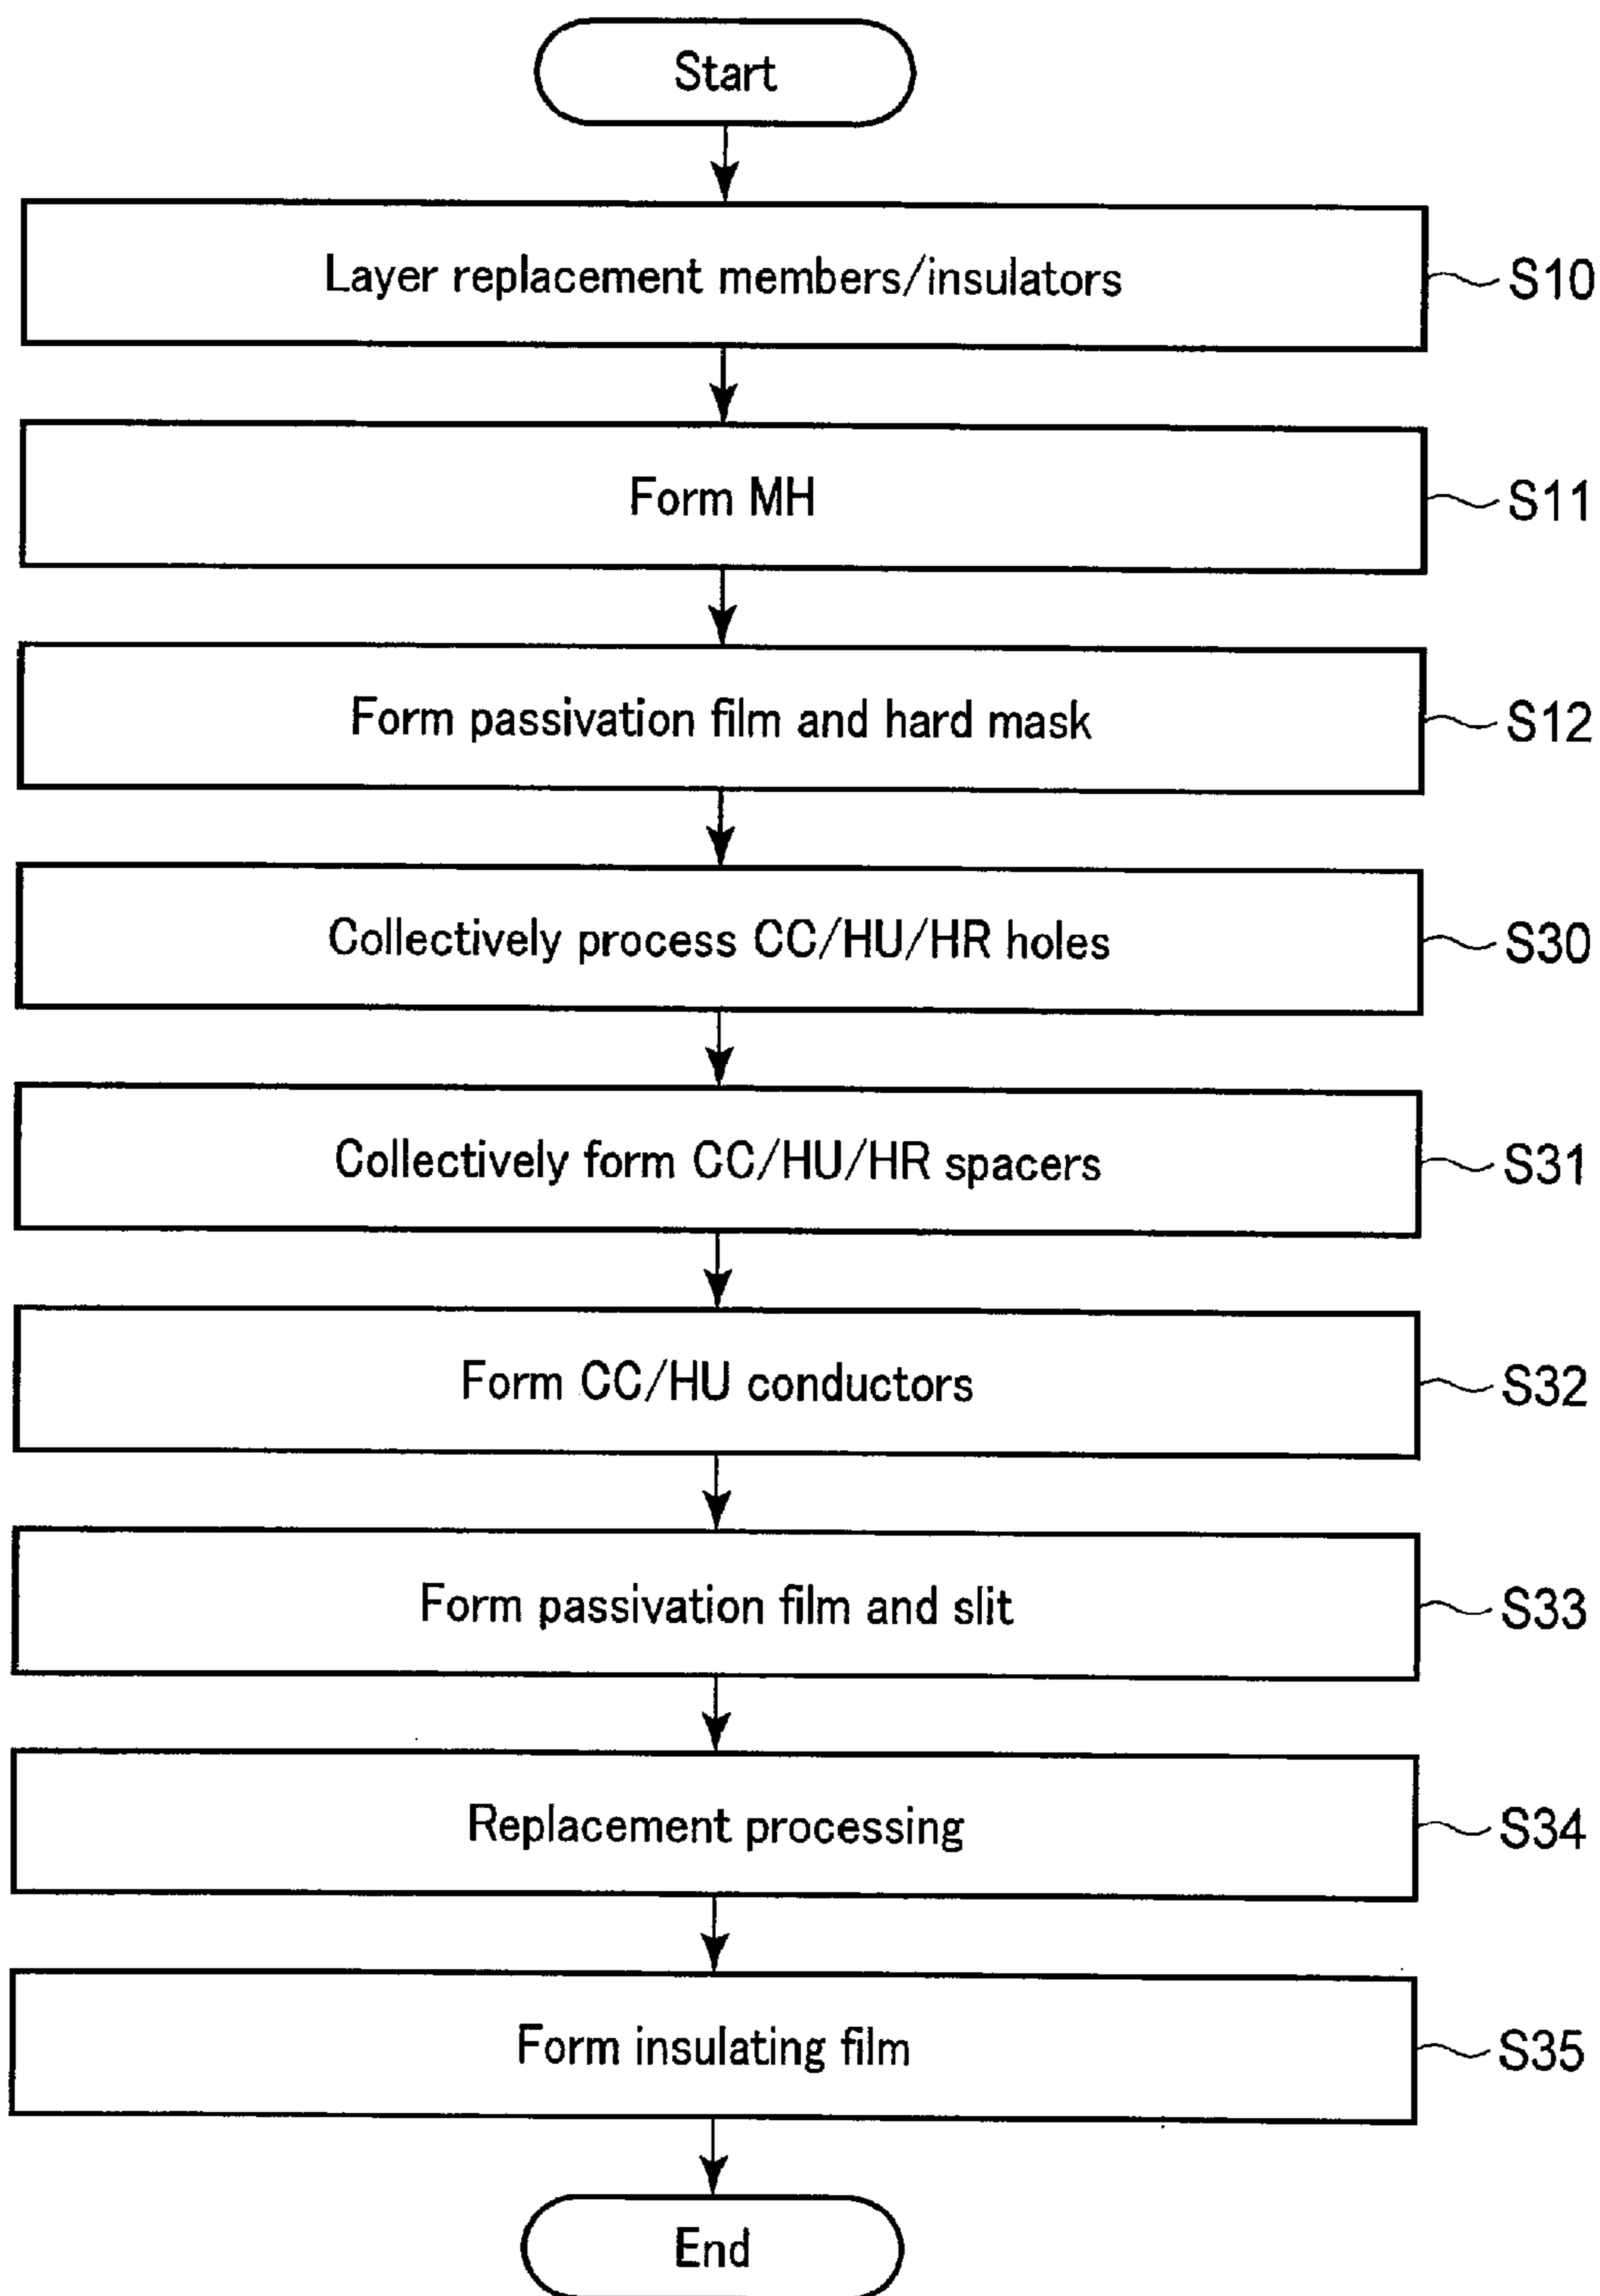 Start
Layer replacement members/insulators
S10
Form MH
S11
Form passivation film and hard mask
S12
Collectively process CC/HU/HR holes
S30
Collectively form CC/HU/HR spacers
S31
Form CC/HU conductors
S32
Form passivation film and slit
S33
Replacement processing
S34
Form insulating film
S35
End